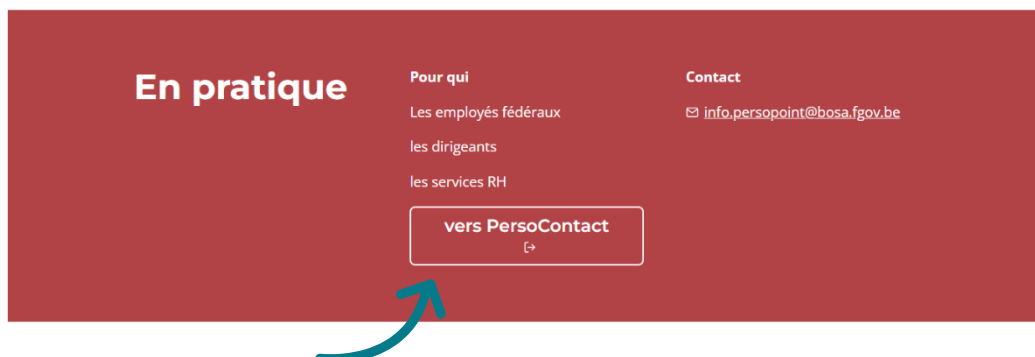 En pratique
Pour qui
Les employés fédéraux
les dirigeants
les services RH
vers PersoContact
Contact
info.persopoint@bosa.fgov.be